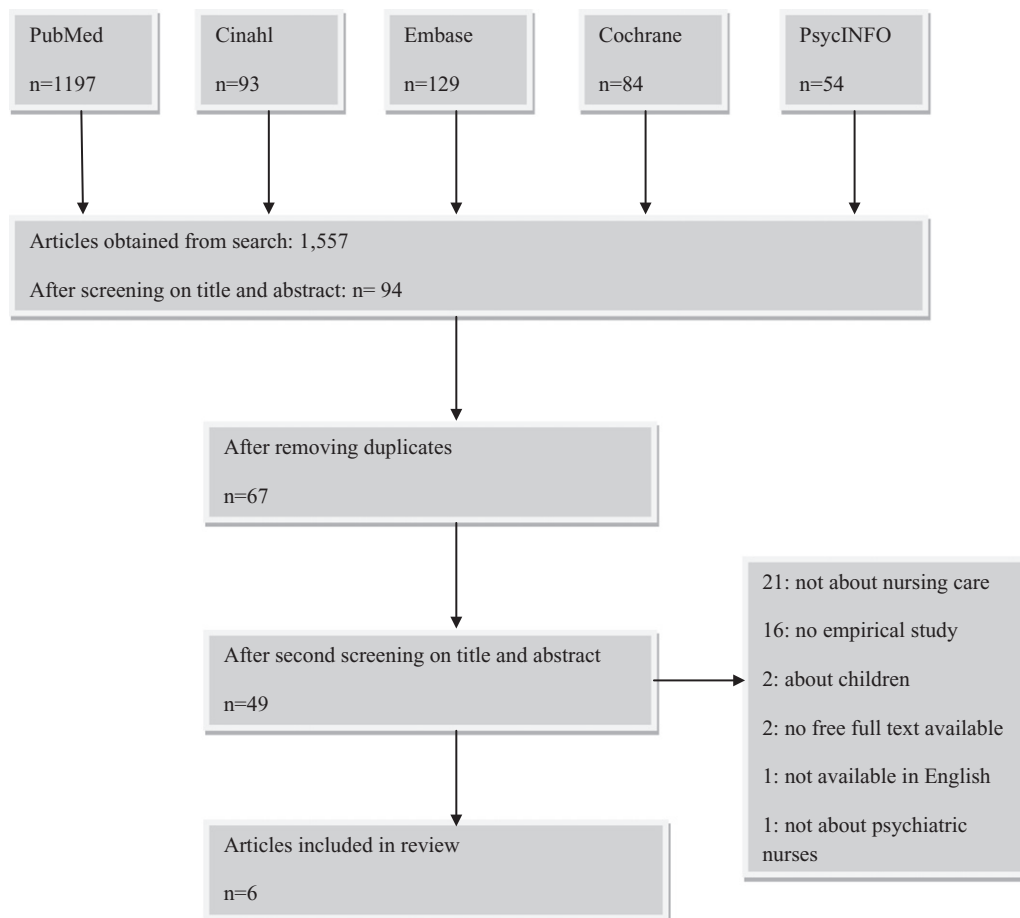 PubMed
n=1197
Cinahl
n=93
Embase
n=129
Cochrane
n=84
PsycINFO
n=54
Articles obtained from search: 1,557
After screening on title and abstract: n= 94
After removing duplicates
n=67
After second screening on title and abstract
n=49
21: not about nursing care
16: no empirical study
2: about children
2: no free full text available
1: not available in English
1: not about psychiatric
nurses
Articles included in review
n=6